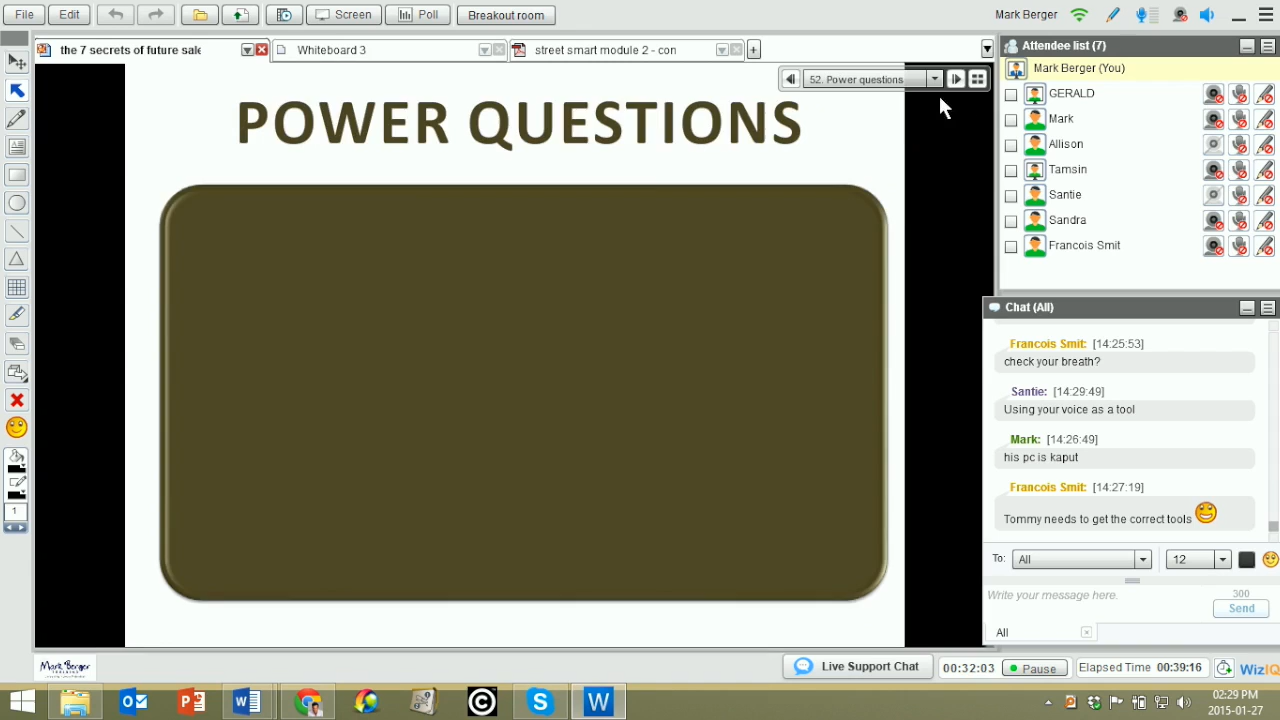 File
Edit
Screen
Poll
Breakout room
Mark Berger
the 7 secrets of future sale
Whiteboard 3
street smart module 2 - con
52. Power questions
POWER QUESTIONS
Attendee list (7)
Mark Berger (You)
GERALD
Mark
Allison
Tamsin
Santie
Sandra
Francois Smit
Chat (All)
Francois Smit: [14:25:53]
check your breath?
Santie: [14:29:49]
Using your voice as a tool
Mark: [14:26:49]
his pc is kaput
Francois Smit: [14:27:19]
Tommy needs to get the correct tools
To: All 12
Write your message here. 300
Send
All
1
Mark Berger
Live Support Chat
00:32:03 Pause Elapsed Time 00:39:16 WizIQ
02:29 PM
2015-01-27